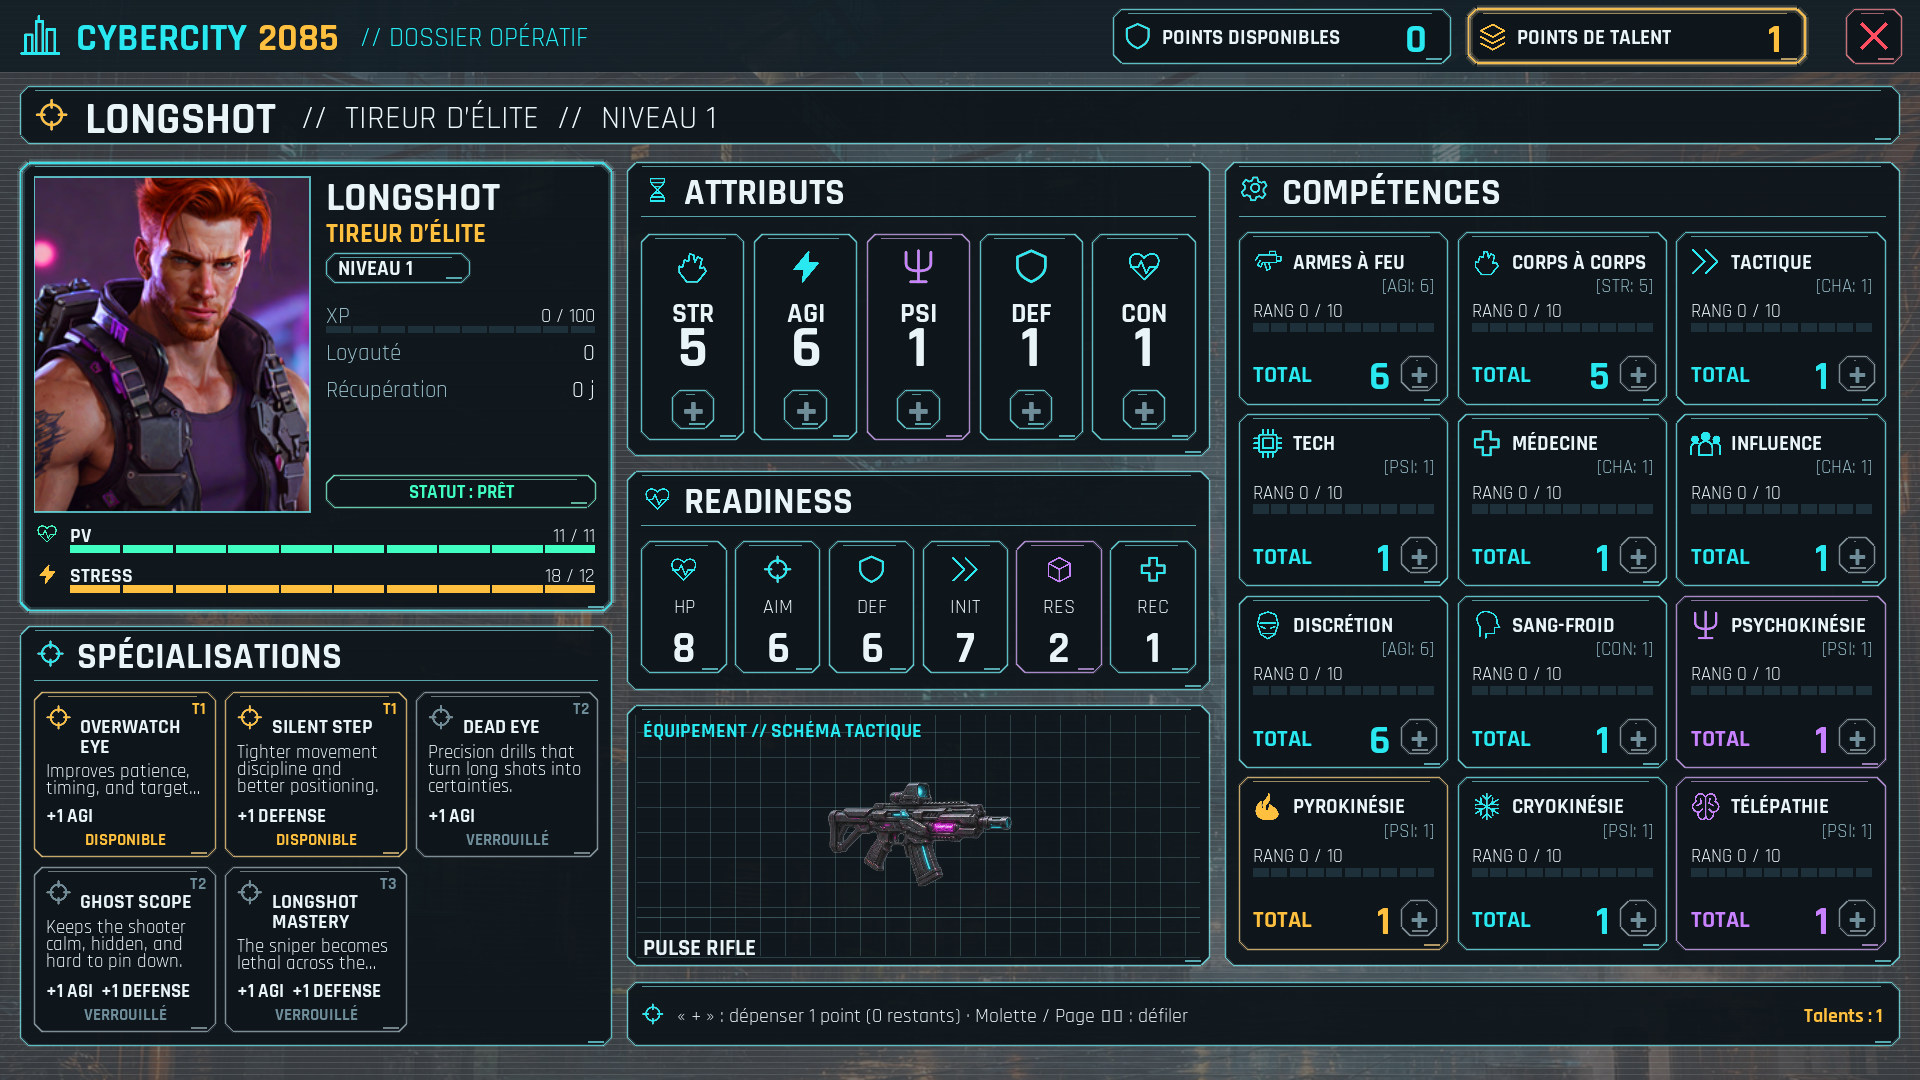 CYBERCITY 2085 // DOSSIER OPÉRATIF
POINTS DISPONIBLES 0
POINTS DE TALENT 1
LONGSHOT // TIREUR D'ÉLITE // NIVEAU 1
LONGSHOT
TIREUR D'ÉLITE
NIVEAU 1
XP 0 / 100
Loyauté 0
Récupération 0 j
STATUT : PRÊT
PV 11 / 11
STRESS 18 / 12
SPÉCIALISATIONS
T1
OVERWATCH
EYE
Improves patience,
timing, and target...
+1 AGI
DISPONIBLE
T1
SILENT STEP
Tighter movement
discipline and
better positioning.
+1 DEFENSE
DISPONIBLE
T2
DEAD EYE
Precision drills that
turn long shots into
certainties.
+1 AGI
VERROUILLÉ
T2
GHOST SCOPE
Keeps the shooter
calm, hidden, and
hard to pin down.
+1 AGI +1 DEFENSE
VERROUILLÉ
T3
LONGSHOT
MASTERY
The sniper becomes
lethal across the...
+1 AGI +1 DEFENSE
VERROUILLÉ
ATTRIBUTS
STR AGI PSI DEF CON
5 6 1 1 1
+ + + + +
READINESS
HP AIM DEF INIT RES REC
8 6 6 7 2 1
ÉQUIPEMENT // SCHÉMA TACTIQUE
PULSE RIFLE
COMPÉTENCES
ARMES À FEU
[AGI: 6]
RANG 0 / 10
TOTAL 6 +
CORPS À CORPS
[STR: 5]
RANG 0 / 10
TOTAL 5 +
TACTIQUE
[CHA: 1]
RANG 0 / 10
TOTAL 1 +
TECH
[PSI: 1]
RANG 0 / 10
TOTAL 1 +
MÉDECINE
[CHA: 1]
RANG 0 / 10
TOTAL 1 +
INFLUENCE
[CHA: 1]
RANG 0 / 10
TOTAL 1 +
DISCRÉTION
[AGI: 6]
RANG 0 / 10
TOTAL 6 +
SANG-FROID
[CON: 1]
RANG 0 / 10
TOTAL 1 +
PSYCHOKINÉSIE
[PSI: 1]
RANG 0 / 10
TOTAL 1 +
PYROKINÉSIE
[PSI: 1]
RANG 0 / 10
TOTAL 1 +
CRYOKINÉSIE
[PSI: 1]
RANG 0 / 10
TOTAL 1 +
TÉLÉPATHIE
[PSI: 1]
RANG 0 / 10
TOTAL 1 +
« + » : dépenser 1 point (0 restants) · Molette / Page ▯▯ : défiler
Talents : 1